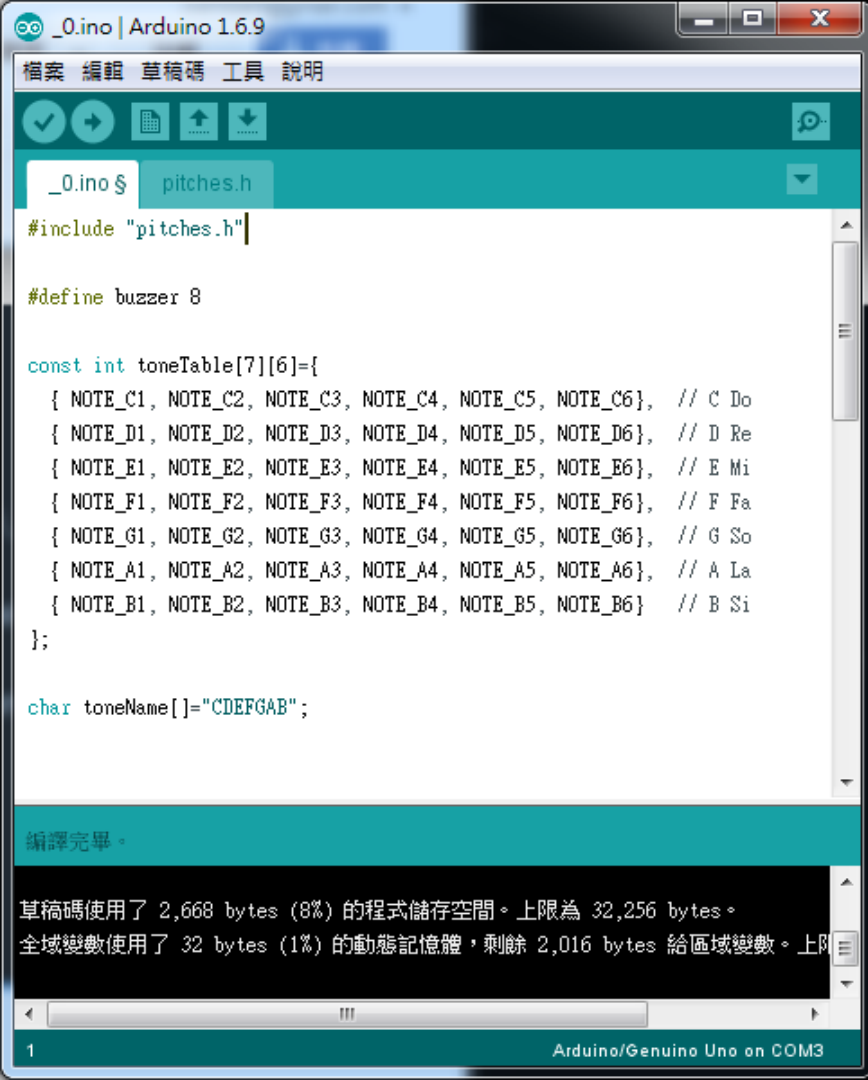 _0.ino | Arduino 1.6.9
檔案 編輯 草稿碼 工具 說明
_0.ino § pitches.h
#include "pitches.h"
#define buzzer 8
const int toneTable[7][6]={
{ NOTE_C1, NOTE_C2, NOTE_C3, NOTE_C4, NOTE_C5, NOTE_C6}, // C Do
{ NOTE_D1, NOTE_D2, NOTE_D3, NOTE_D4, NOTE_D5, NOTE_D6}, // D Re
{ NOTE_E1, NOTE_E2, NOTE_E3, NOTE_E4, NOTE_E5, NOTE_E6}, // E Mi
{ NOTE_F1, NOTE_F2, NOTE_F3, NOTE_F4, NOTE_F5, NOTE_F6}, // F Fa
{ NOTE_G1, NOTE_G2, NOTE_G3, NOTE_G4, NOTE_G5, NOTE_G6}, // G So
{ NOTE_A1, NOTE_A2, NOTE_A3, NOTE_A4, NOTE_A5, NOTE_A6}, // A La
{ NOTE_B1, NOTE_B2, NOTE_B3, NOTE_B4, NOTE_B5, NOTE_B6} // B Si
};
char toneName[]="CDEFGAB";
編譯完畢。
草稿碼使用了 2,668 bytes (8%) 的程式儲存空間。上限為 32,256 bytes。
全域變數使用了 32 bytes (1%) 的動態記憶體，剩餘 2,016 bytes 給區域變數。上限
1 Arduino/Genuino Uno on COM3